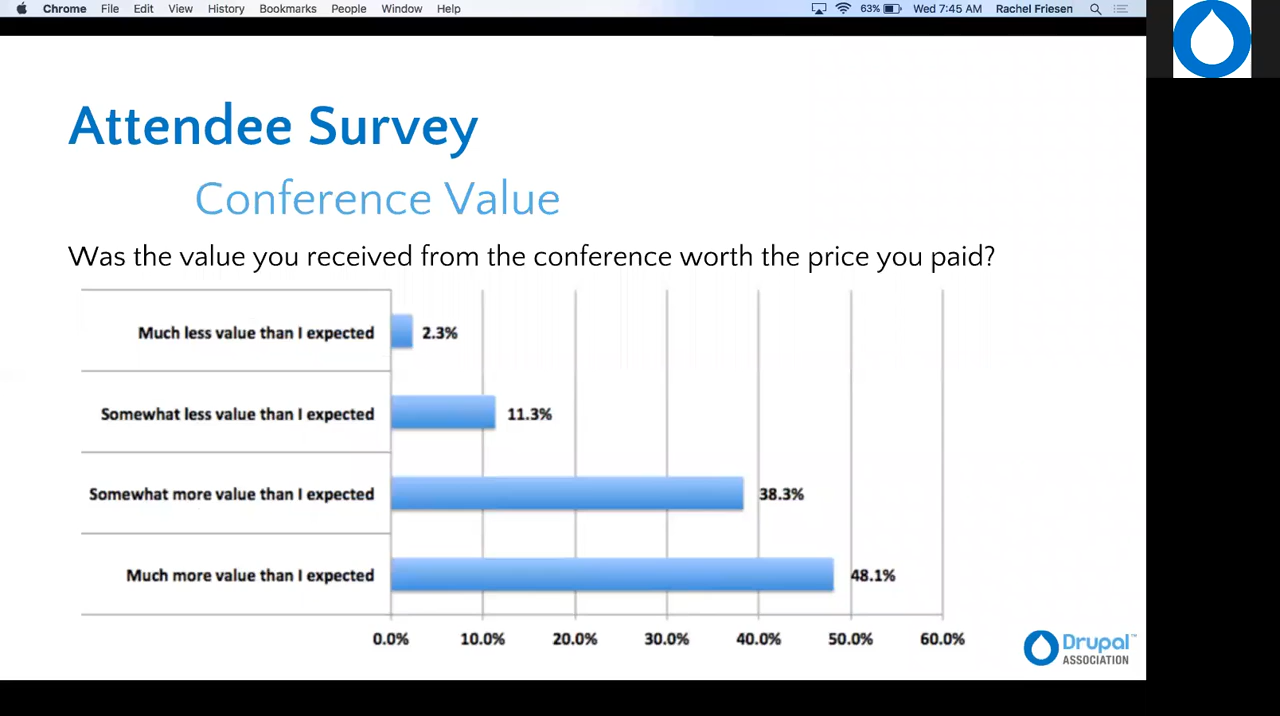 Chrome File Edit View History Bookmarks People Window Help 63% Wed 7:45 AM Rachel Friesen
Attendee Survey
Conference Value
Was the value you received from the conference worth the price you paid?
Much less value than I expected 2.3%
Somewhat less value than I expected 11.3%
Somewhat more value than I expected 38.3%
Much more value than I expected 48.1%
0.0% 10.0% 20.0% 30.0% 40.0% 50.0% 60.0%
Drupal™
ASSOCIATION